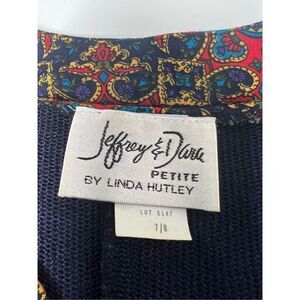 Jeffrey & Dara
PETITE
BY LINDA HUTLEY
LOT 5147
7/8